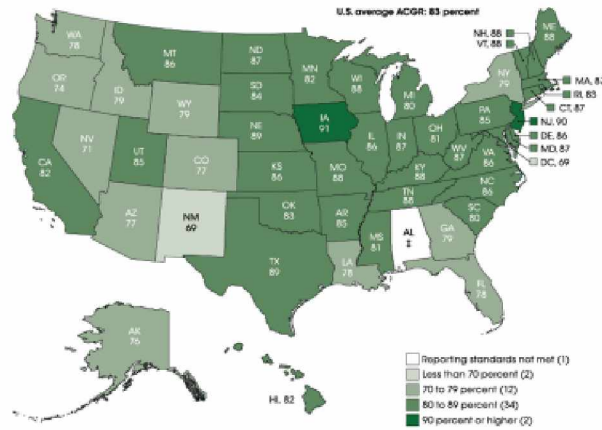 U.S. average ACGR: 83 percent
WA
78
OR
74
ID
79
MT
86
ND
87
MN
82
WI
88
MI
80
NY
79
NH, 88
VT, 88
ME
88
MA, 87
RI, 83
CT, 87
NJ, 90
DE, 86
MD, 87
DC, 69
SD
84
WY
79
IA
91
NE
89
IL
86
IN
87
OH
81
PA
85
WV
87
VA
86
NV
71
UT
85
CO
77
KS
86
MO
88
KY
88
NC
86
TN
88
SC
80
CA
82
AZ
77
NM
69
OK
83
AR
85
MS
81
AL
‡
GA
79
TX
89
LA
78
FL
78
AK
76
HI, 82
Reporting standards not met (1)
Less than 70 percent (2)
70 to 79 percent (12)
80 to 89 percent (34)
90 percent or higher (2)